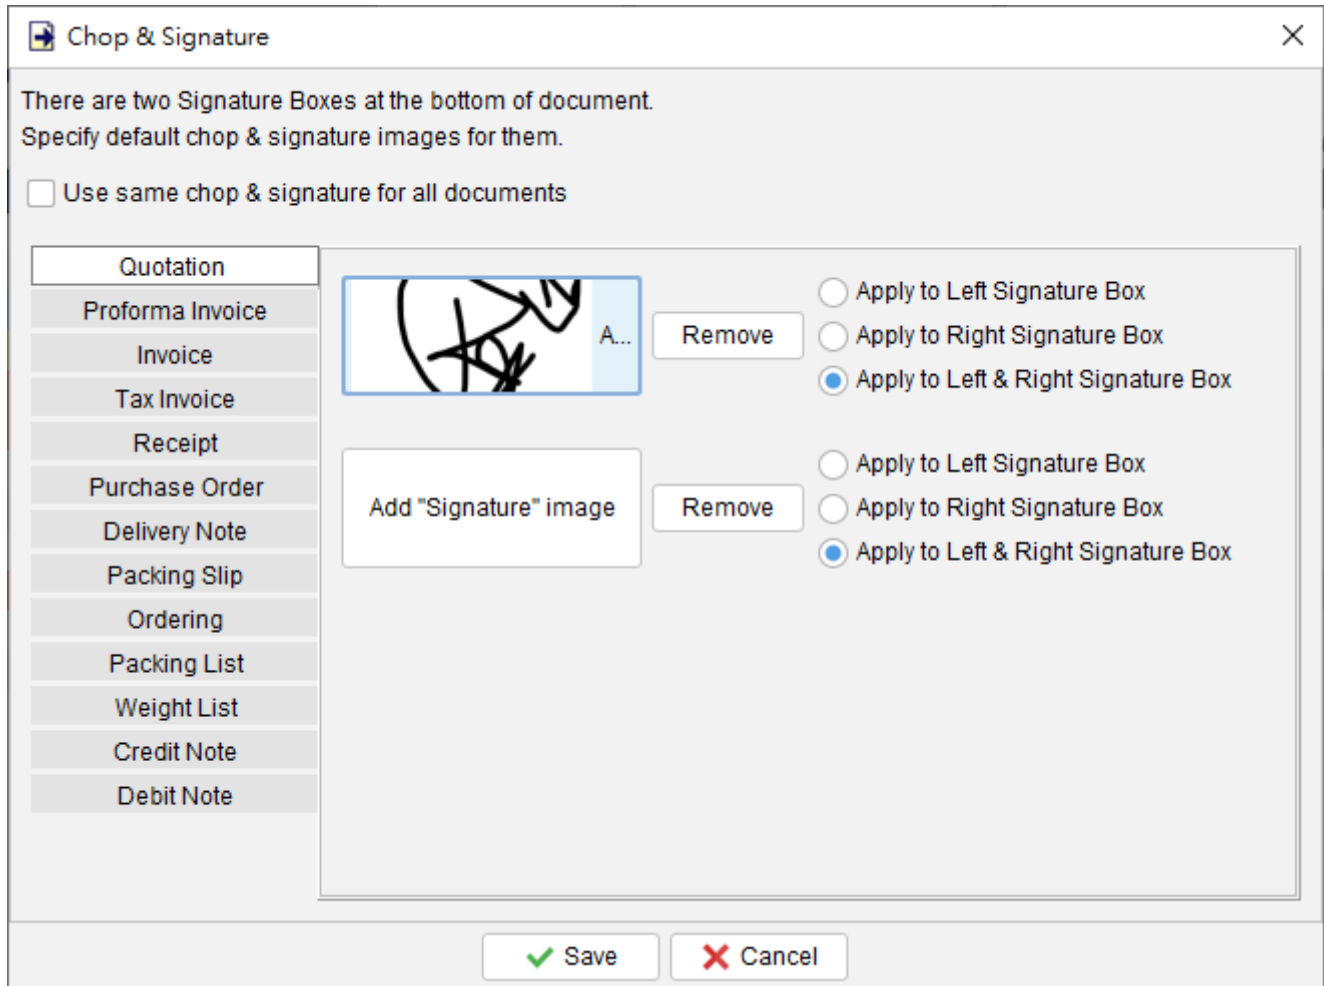 Chop & Signature
There are two Signature Boxes at the bottom of document.
Specify default chop & signature images for them.
Use same chop & signature for all documents
Quotation
Proforma Invoice
Invoice
Tax Invoice
Receipt
Purchase Order
Delivery Note
Packing Slip
Ordering
Packing List
Weight List
Credit Note
Debit Note
A...
Remove
Apply to Left Signature Box
Apply to Right Signature Box
Apply to Left & Right Signature Box
Add "Signature" image
Remove
Apply to Left Signature Box
Apply to Right Signature Box
Apply to Left & Right Signature Box
Save
Cancel